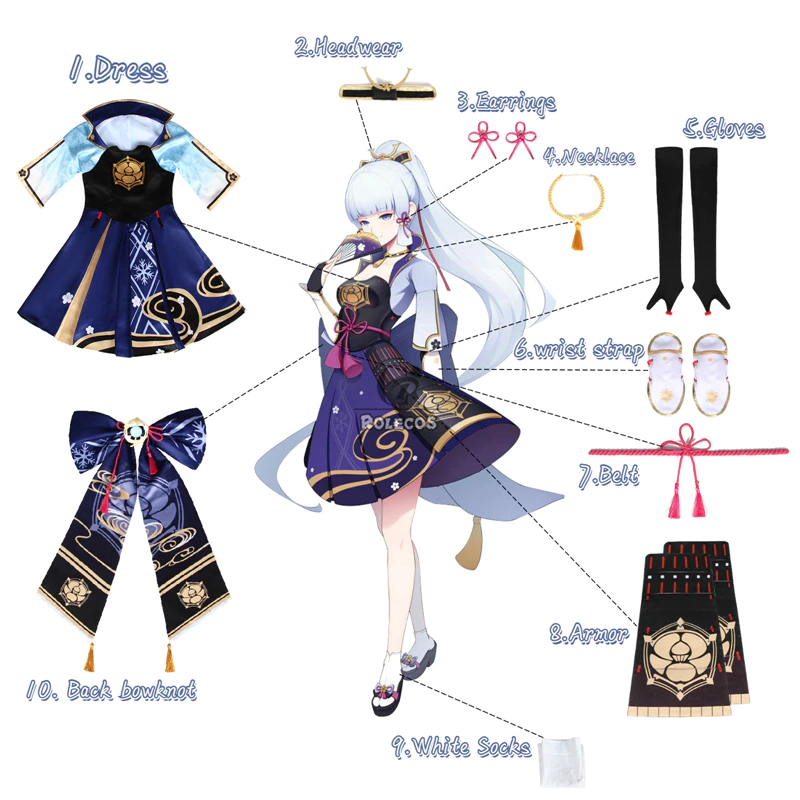 1.Dress
2.Headwear
3.Earrings
4.Necklace
5.Gloves
6.wrist strap
7.Belt
8.Armor
9.White Socks
10. Back bowknot
ROLECOS